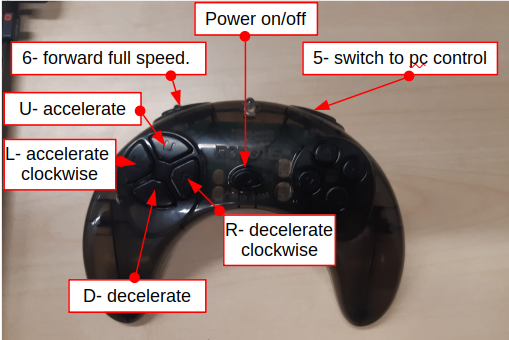 Power on/off
6- forward full speed.
5- switch to pc control
U- accelerate
L- accelerate
clockwise
R- decelerate
clockwise
D- decelerate